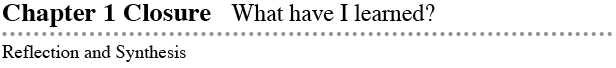 Chapter 1 Closure What have I learned?
Reflection and Synthesis